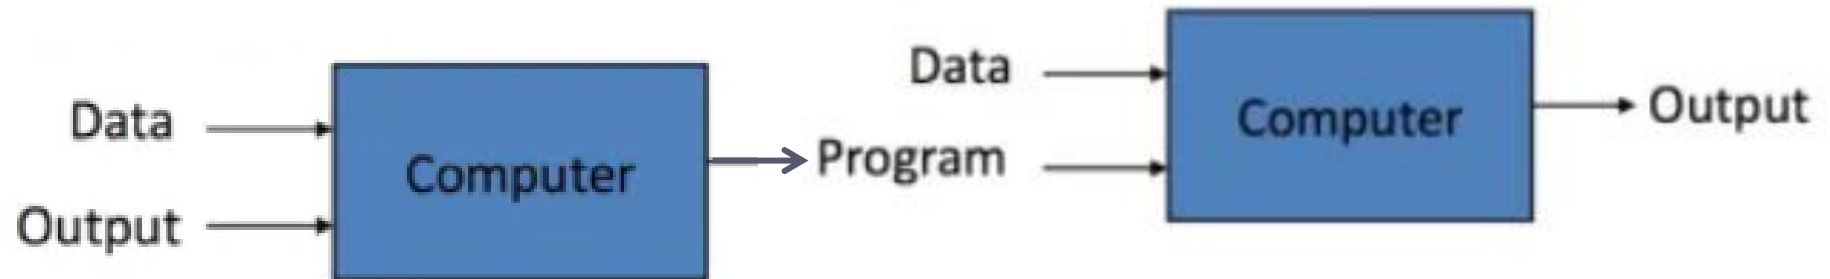 Data
Output
Computer
Program
Data
Computer
Output